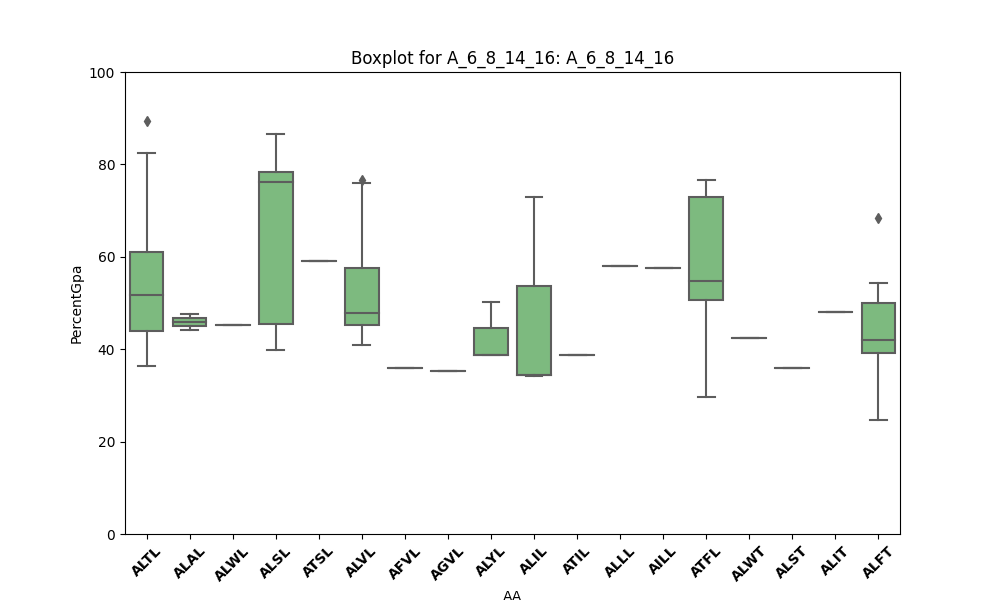 Boxplot for A_6_8_14_16: A_6_8_14_16
100
80
60
40
20
0
PercentGpa
ALTL ALAL ALWL ALSL ATSL ALVL AFVL AGVL ALYL ALIL ATIL ALLL AILL ATFL ALWT ALST ALIT ALFT
AA